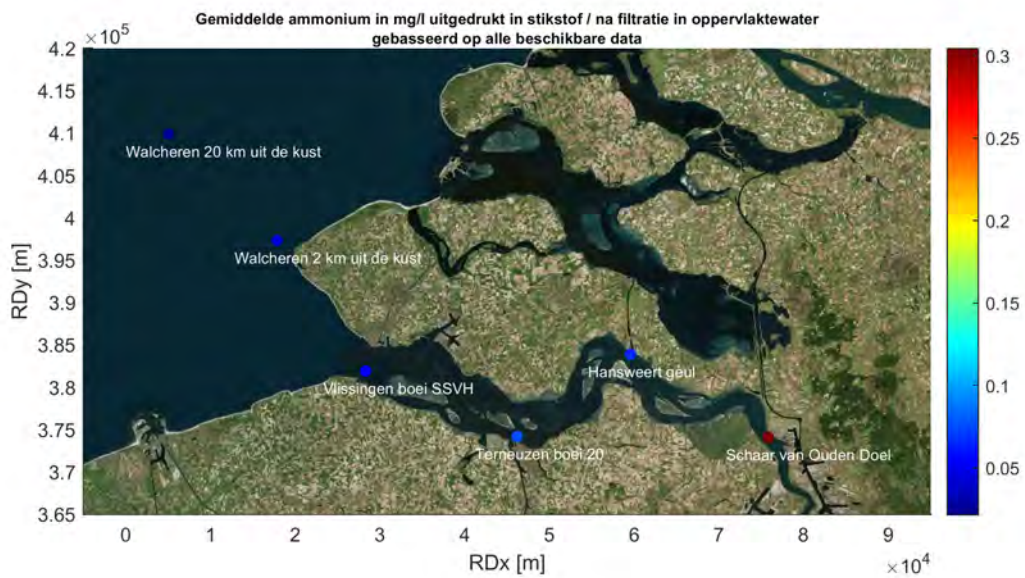 Gemiddelde ammonium in mg/l uitgedrukt in stikstof / na filtratie in oppervlaktewater
gebasseerd op alle beschikbare data
×10⁵
4.2
4.15
4.1
4.05
4
3.95
3.9
3.85
3.8
3.75
3.7
3.65
RDy [m]
Walcheren 20 km uit de kust
Walcheren 2 km uit de kust
Hansweert geul
Vlissingen boei SSVH
Terneuzen boei 20
Schaar van Ouden Doel
0 1 2 3 4 5 6 7 8 9
RDx [m]
×10⁴
0.3
0.25
0.2
0.15
0.1
0.05